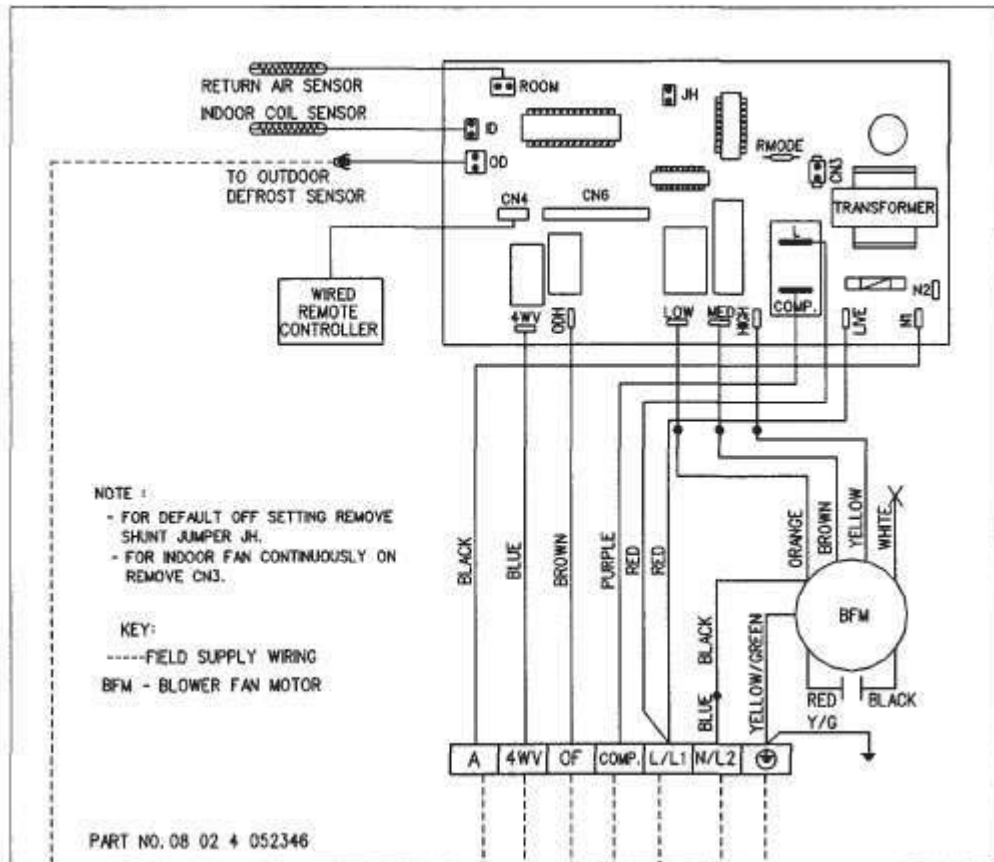 RETURN AIR SENSOR
ROOM
JH
INDOOR COIL SENSOR
ID
RMODE
CN3
OD
TO OUTDOOR
DEFROST SENSOR
CN4
CN6
TRANSFORMER
L
WIRED
REMOTE
CONTROLLER
4WV
ODH
LOW
MED
HIGH
COMP.
LIVE
N2
N1
NOTE :
- FOR DEFAULT OFF SETTING REMOVE
SHUNT JUMPER JH.
- FOR INDOOR FAN CONTINUOUSLY ON
REMOVE CN3.
KEY:
-----FIELD SUPPLY WIRING
BFM - BLOWER FAN MOTOR
BLACK
BLUE
BROWN
PURPLE
RED
RED
BLACK
BLUE
YELLOW/GREEN
ORANGE
BROWN
YELLOW
WHITE
BFM
RED
BLACK
Y/G
A
4WV
OF
COMP.
L/L1
N/L2
PART NO. 08 02 4 052346